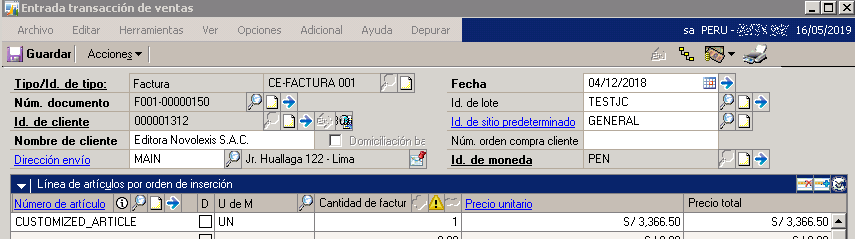 Entrada transacción de ventas
Archivo Editar Herramientas Ver Opciones Adicional Ayuda Depurar sa PERU - 16/05/2019
Guardar Acciones
Tipo/Id. de tipo: Factura CE-FACTURA 001 Fecha 04/12/2018
Núm. documento F001-00000150 Id. de lote TESTJC
Id. de cliente 000001312 Id. de sitio predeterminado GENERAL
Nombre de cliente Editora Novolexis S.A.C. Domiciliación ba Núm. orden compra cliente
Dirección envío MAIN Jr. Huallaga 122 - Lima Id. de moneda PEN
Línea de artículos por orden de inserción
Número de artículo D U de M Cantidad de factur Precio unitario Precio total
CUSTOMIZED_ARTICLE UN 1 S/ 3,366.50 S/ 3,366.50